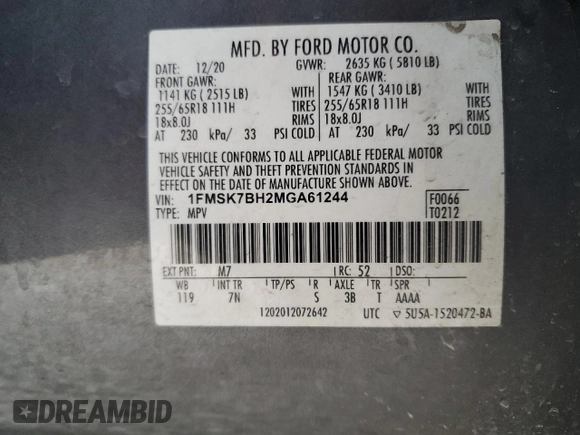 MFD. BY FORD MOTOR CO.
DATE: 12/20 GVWR: 2635 KG ( 5810 LB)
FRONT GAWR: REAR GAWR:
1141 KG ( 2515 LB) WITH 1547 KG ( 3410 LB) WITH
255/65R18 111H TIRES 255/65R18 111H TIRES
18x8.0J RIMS 18x8.0J RIMS
AT 230 kPa/ 33 PSI COLD AT 230 kPa/ 33 PSI COLD
THIS VEHICLE CONFORMS TO ALL APPLICABLE FEDERAL MOTOR
VEHICLE SAFETY AND THEFT PREVENTION STANDARDS IN
EFFECT ON THE DATE OF MANUFACTURE SHOWN ABOVE.
VIN: 1FMSK7BH2MGA61244 F0066
TYPE: MPV T0212
EXT PNT: M7 RC: 52 DSO:
WB INT TR TP/PS R AXLE TR SPR
119 7N S 3B T AAAA
1202012072642 UTC ▽ 5U5A-1520472-BA
DREAMBID